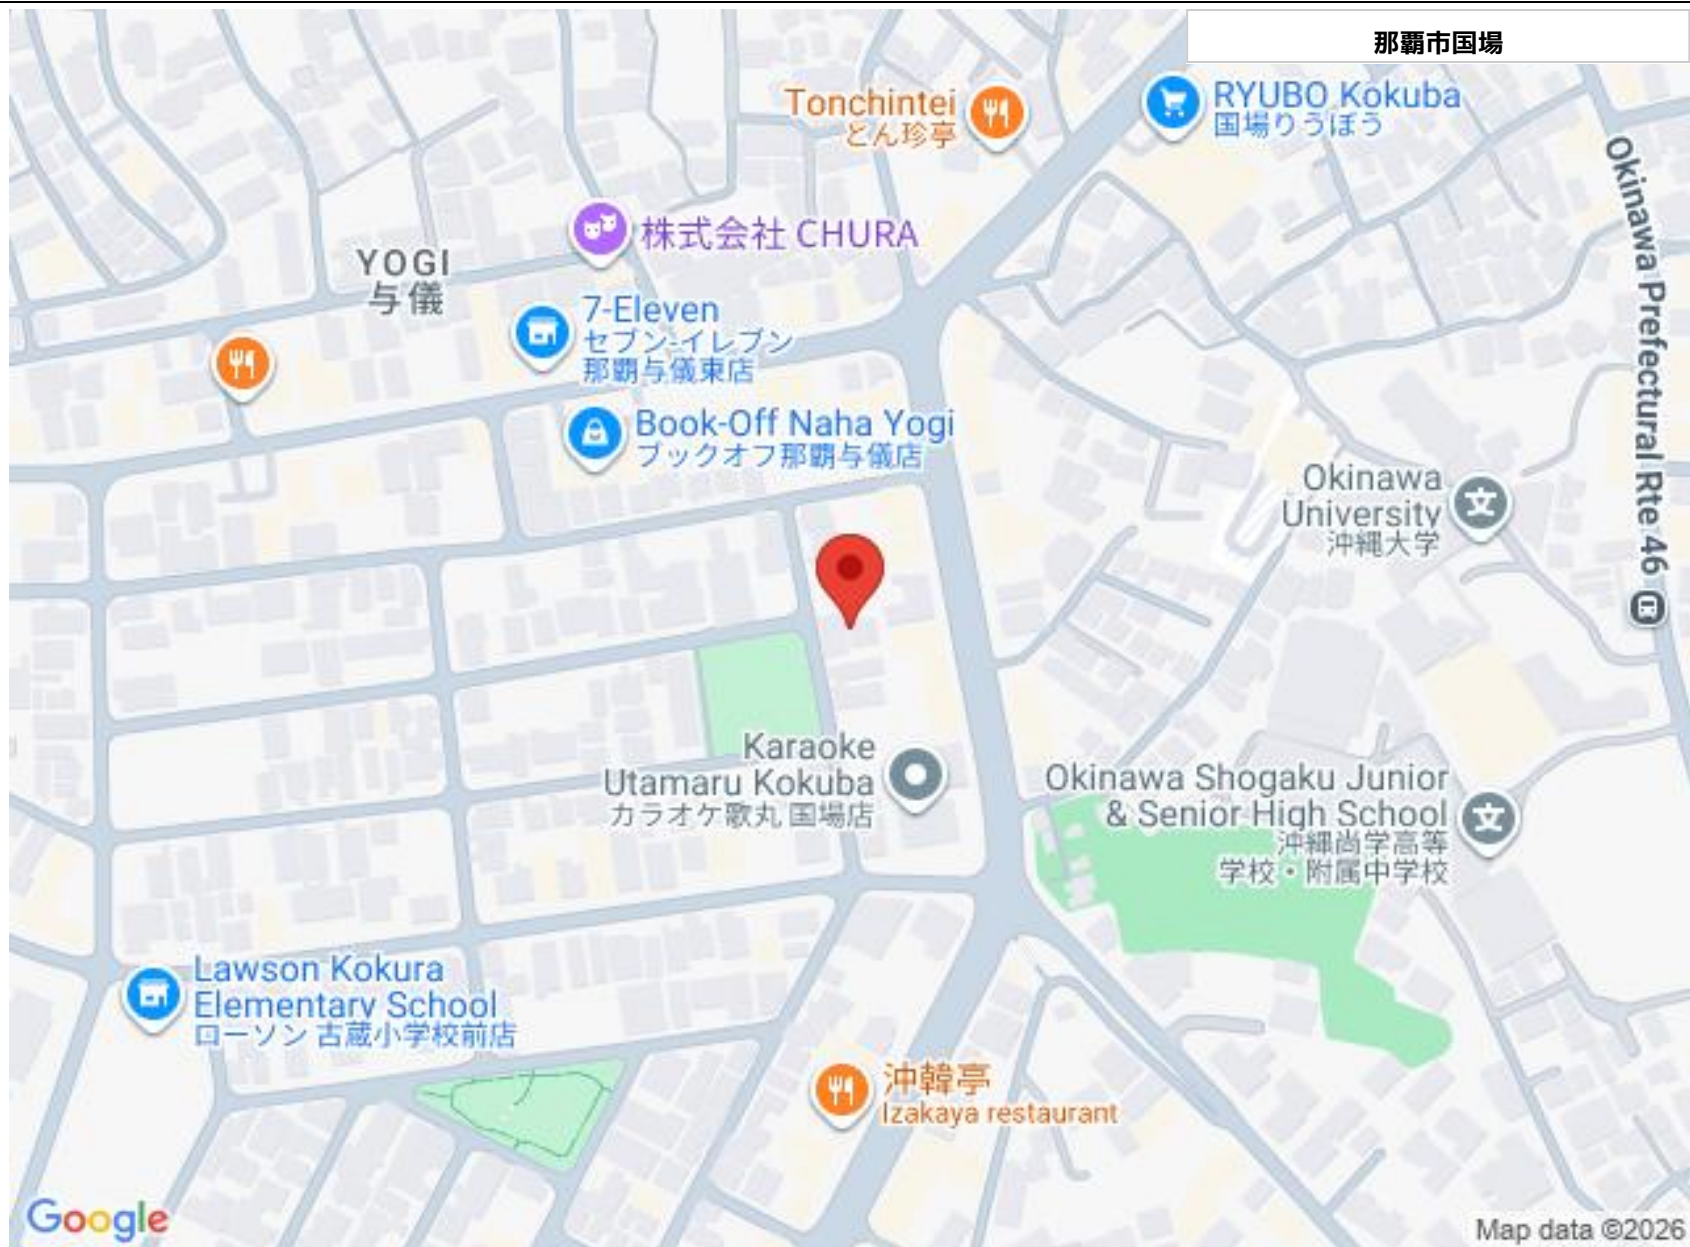 那覇市国場
Tonchintei
とん珍亭
RYUBO Kokuba
国場りうぼう
Okinawa Prefectural Rte 46
株式会社 CHURA
YOGI
与儀
7-Eleven
セブン-イレブン
那覇与儀東店
Book-Off Naha Yogi
ブックオフ那覇与儀店
Okinawa
University
沖縄大学
Karaoke
Utamaru Kokuba
カラオケ歌丸 国場店
Okinawa Shogaku Junior
& Senior High School
沖縄尚学高等
学校・附属中学校
Lawson Kokura
Elementary School
ローソン 古蔵小学校前店
沖韓亭
Izakaya restaurant
Google
Map data ©2026